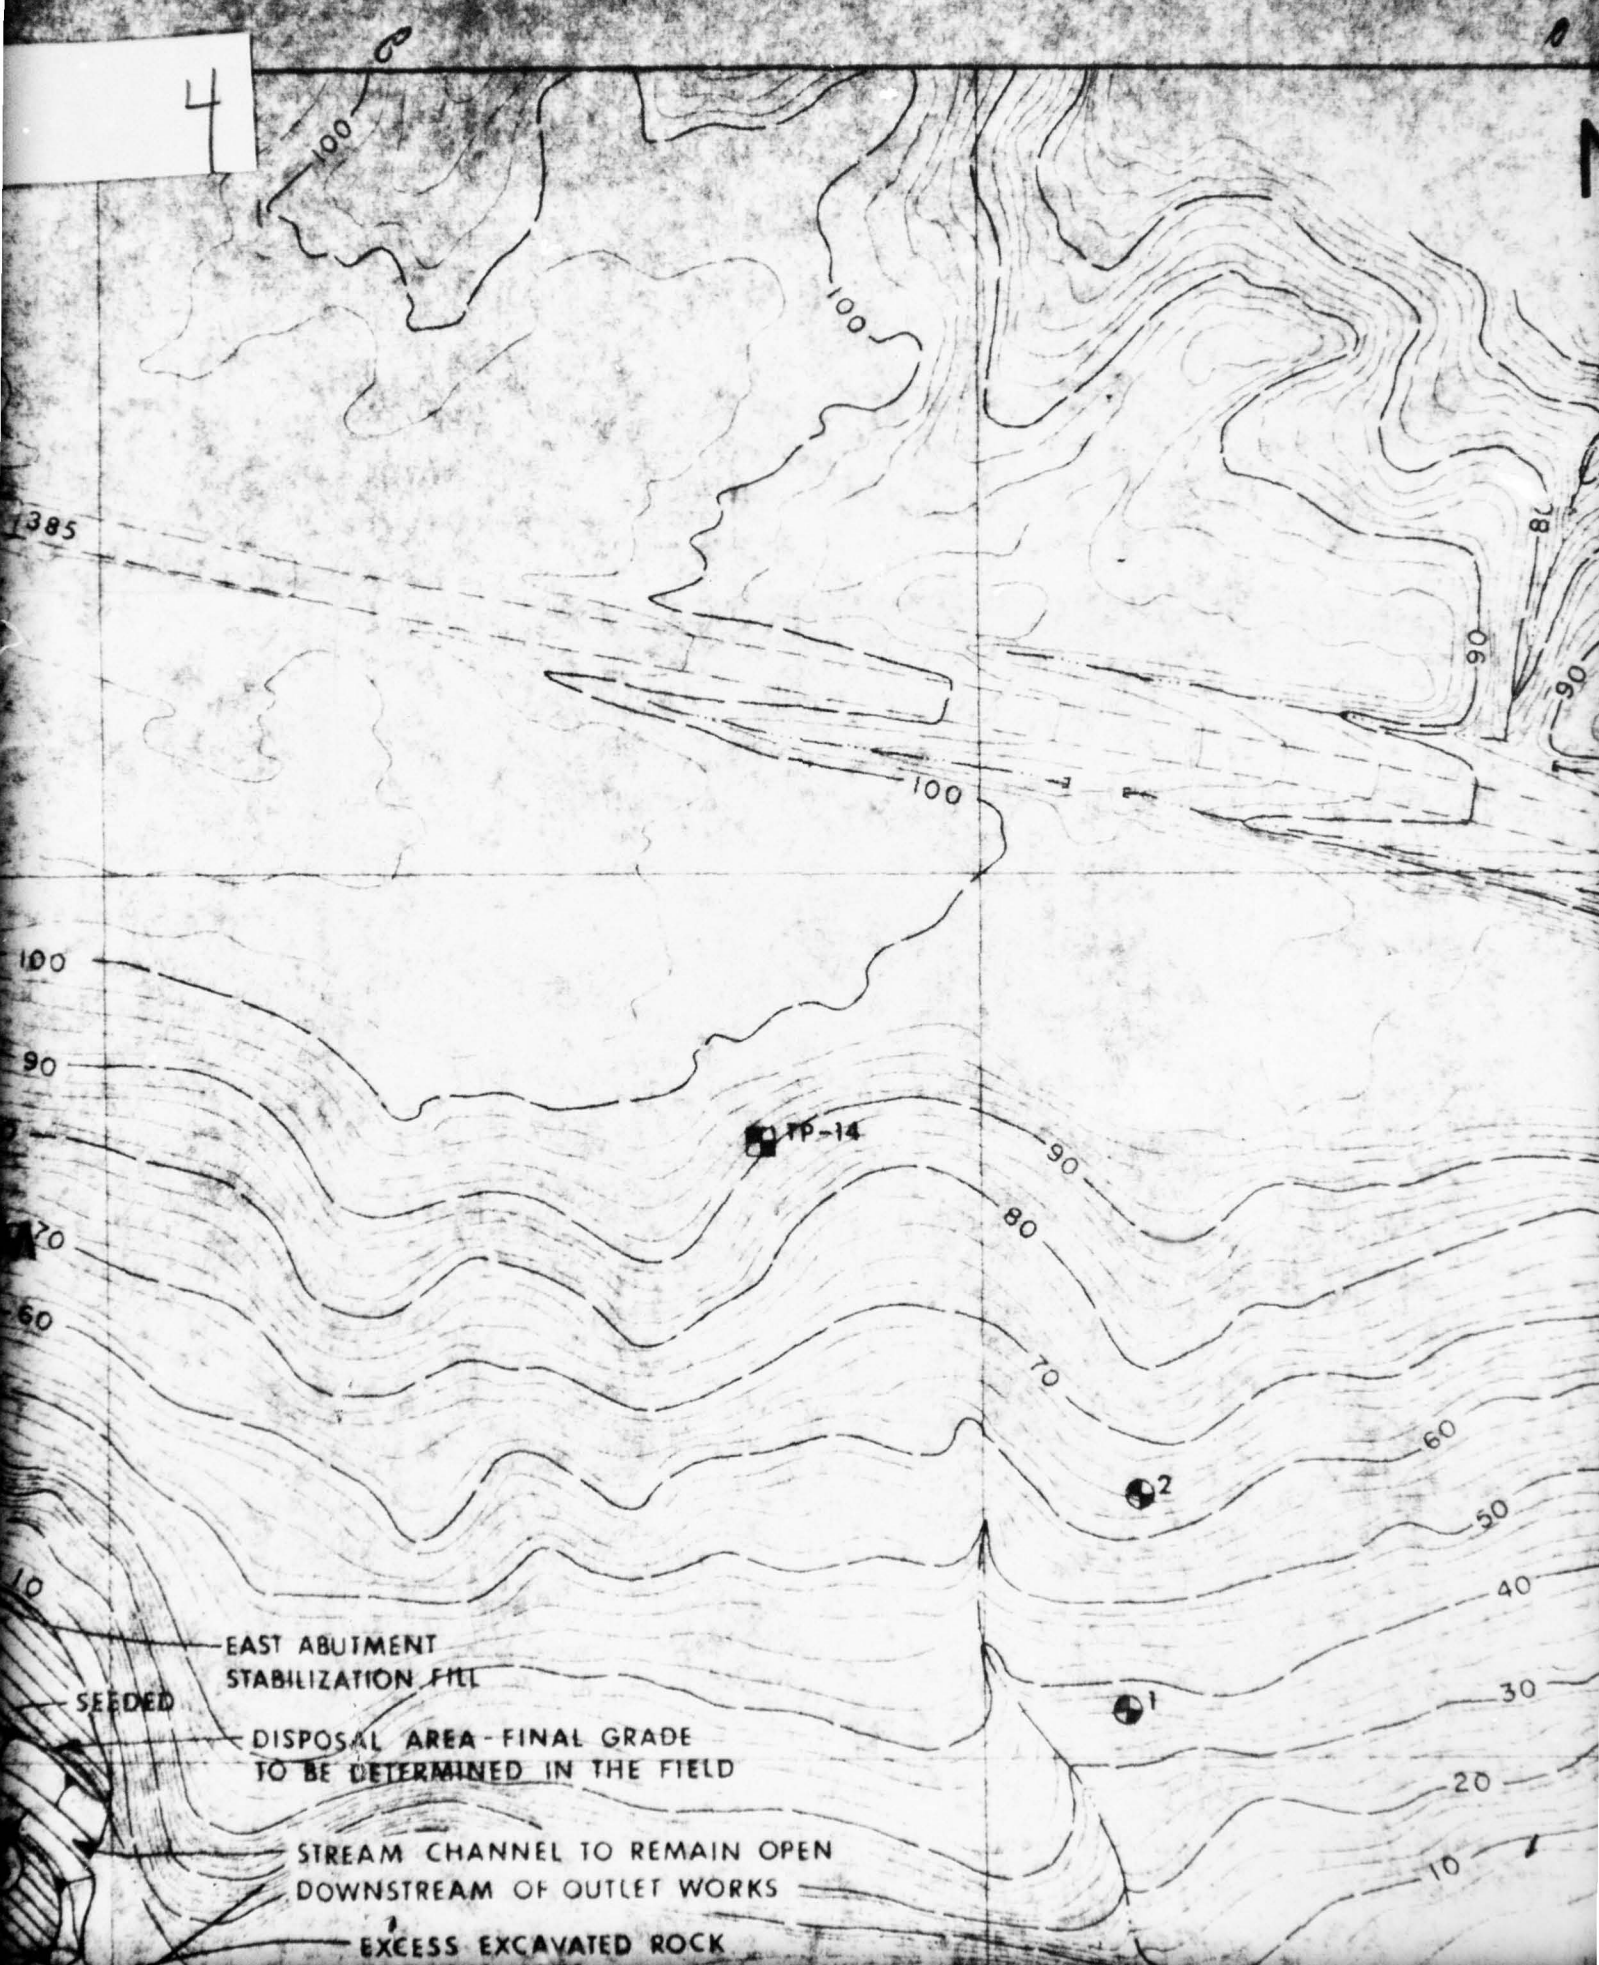 4
100
100
385
80
90
90
100
100
90
TP-14
90
80
70
60
70
60
2
50
40
10
EAST ABUTMENT
STABILIZATION FILL
SEEDED
30
1
DISPOSAL AREA - FINAL GRADE
TO BE DETERMINED IN THE FIELD
20
STREAM CHANNEL TO REMAIN OPEN
DOWNSTREAM OF OUTLET WORKS
10
EXCESS EXCAVATED ROCK